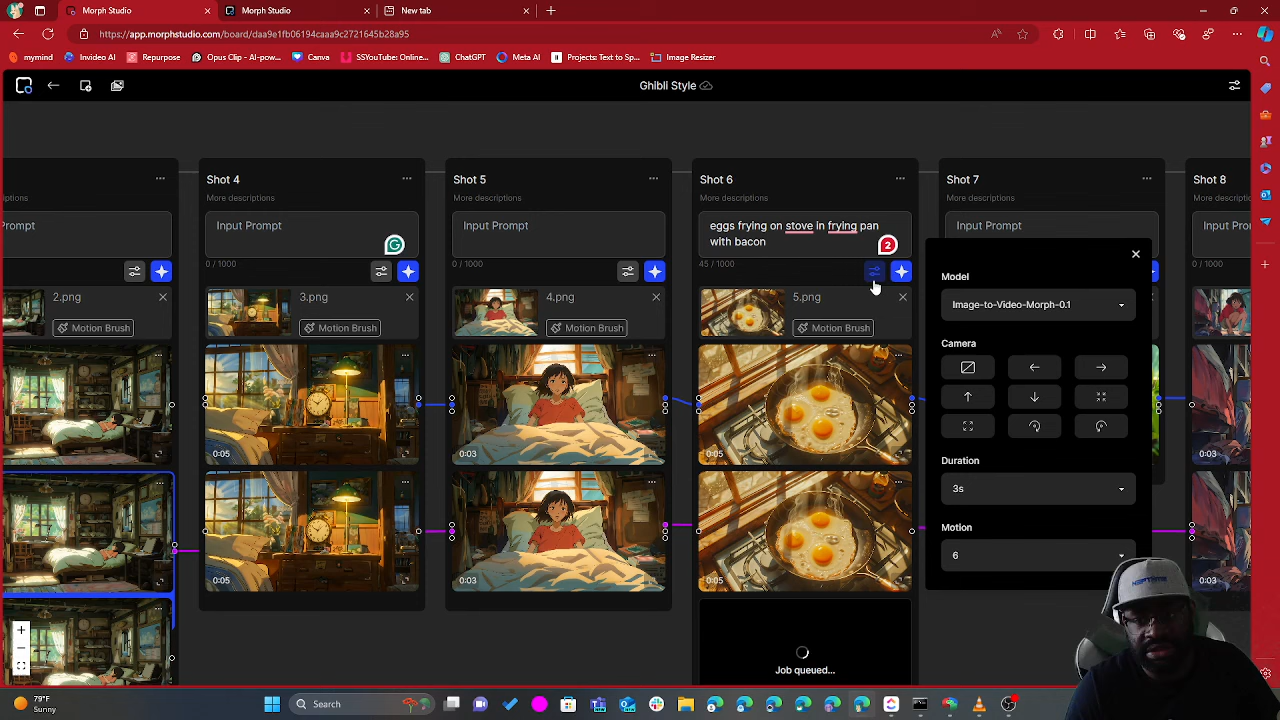 Morph Studio
Morph Studio
New tab
https://app.morphstudio.com/board/daa9e1fb06194caaa9c2721645b28a95
mymind
Invideo AI
Repurpose
Opus Clip - AI-pow...
Canva
SSYouTube: Online...
ChatGPT
Meta AI
Projects: Text to Sp...
Image Resizer
Ghibli Style
Shot 4
Shot 5
Shot 6
Shot 7
Shot 8
iptions
More descriptions
More descriptions
More descriptions
More descriptions
More descri
Prompt
Input Prompt
Input Prompt
eggs frying on stove in frying pan
with bacon
Input Prompt
Input Pro
2
0 / 1000
0 / 1000
45 / 1000
2.png
3.png
4.png
5.png
Motion Brush
Motion Brush
Motion Brush
Motion Brush
Model
Image-to-Video-Morph-0.1
Camera
Duration
3s
Motion
6
0:05
0:03
0:05
0:03
0:05
0:03
0:05
0:03
Job queued...
79°F
Sunny
Search